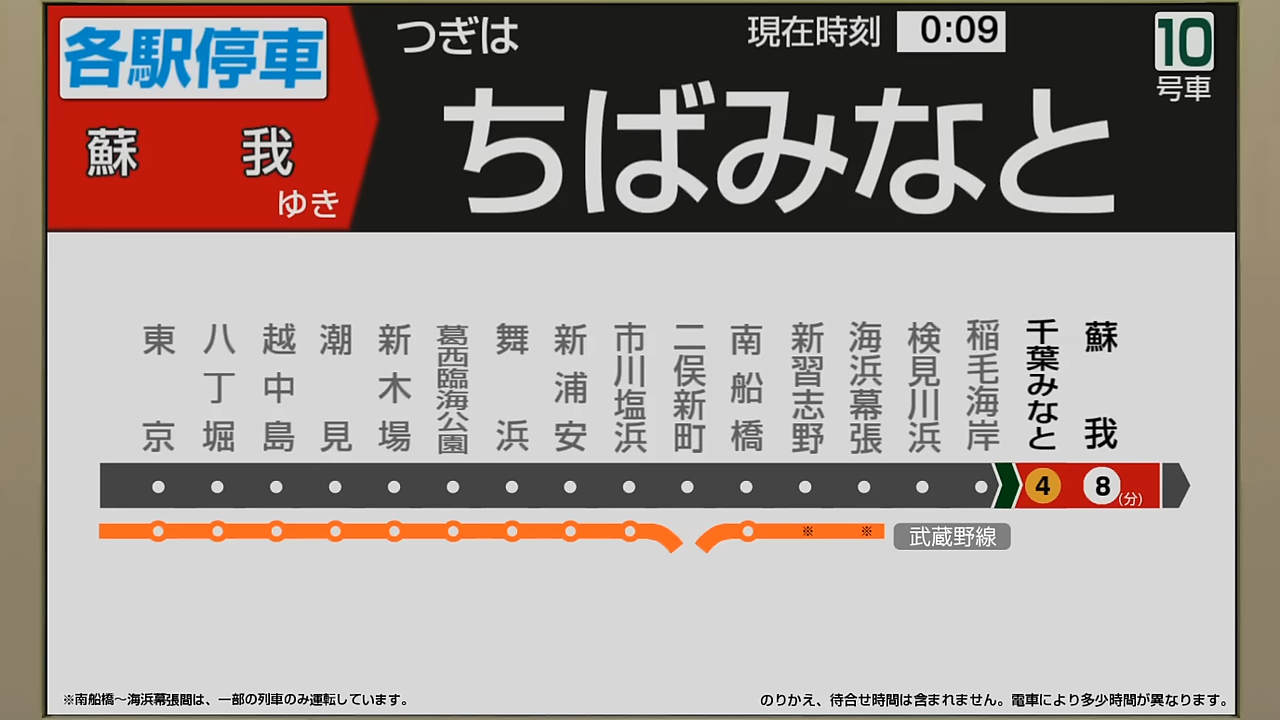 各駅停車
蘇我
ゆき
つぎは
ちばみなと
現在時刻 0:09
10
号車
東京
八丁堀
越中島
潮見
新木場
葛西臨海公園
舞浜
新浦安
市川塩浜
二俣新町
南船橋
新習志野
海浜幕張
検見川浜
稲毛海岸
千葉みなと
蘇我
4 8 (分)
※ ※ 武蔵野線
※南船橋～海浜幕張間は、一部の列車のみ運転しています。
のりかえ、待合せ時間は含まれません。電車により多少時間が異なります。